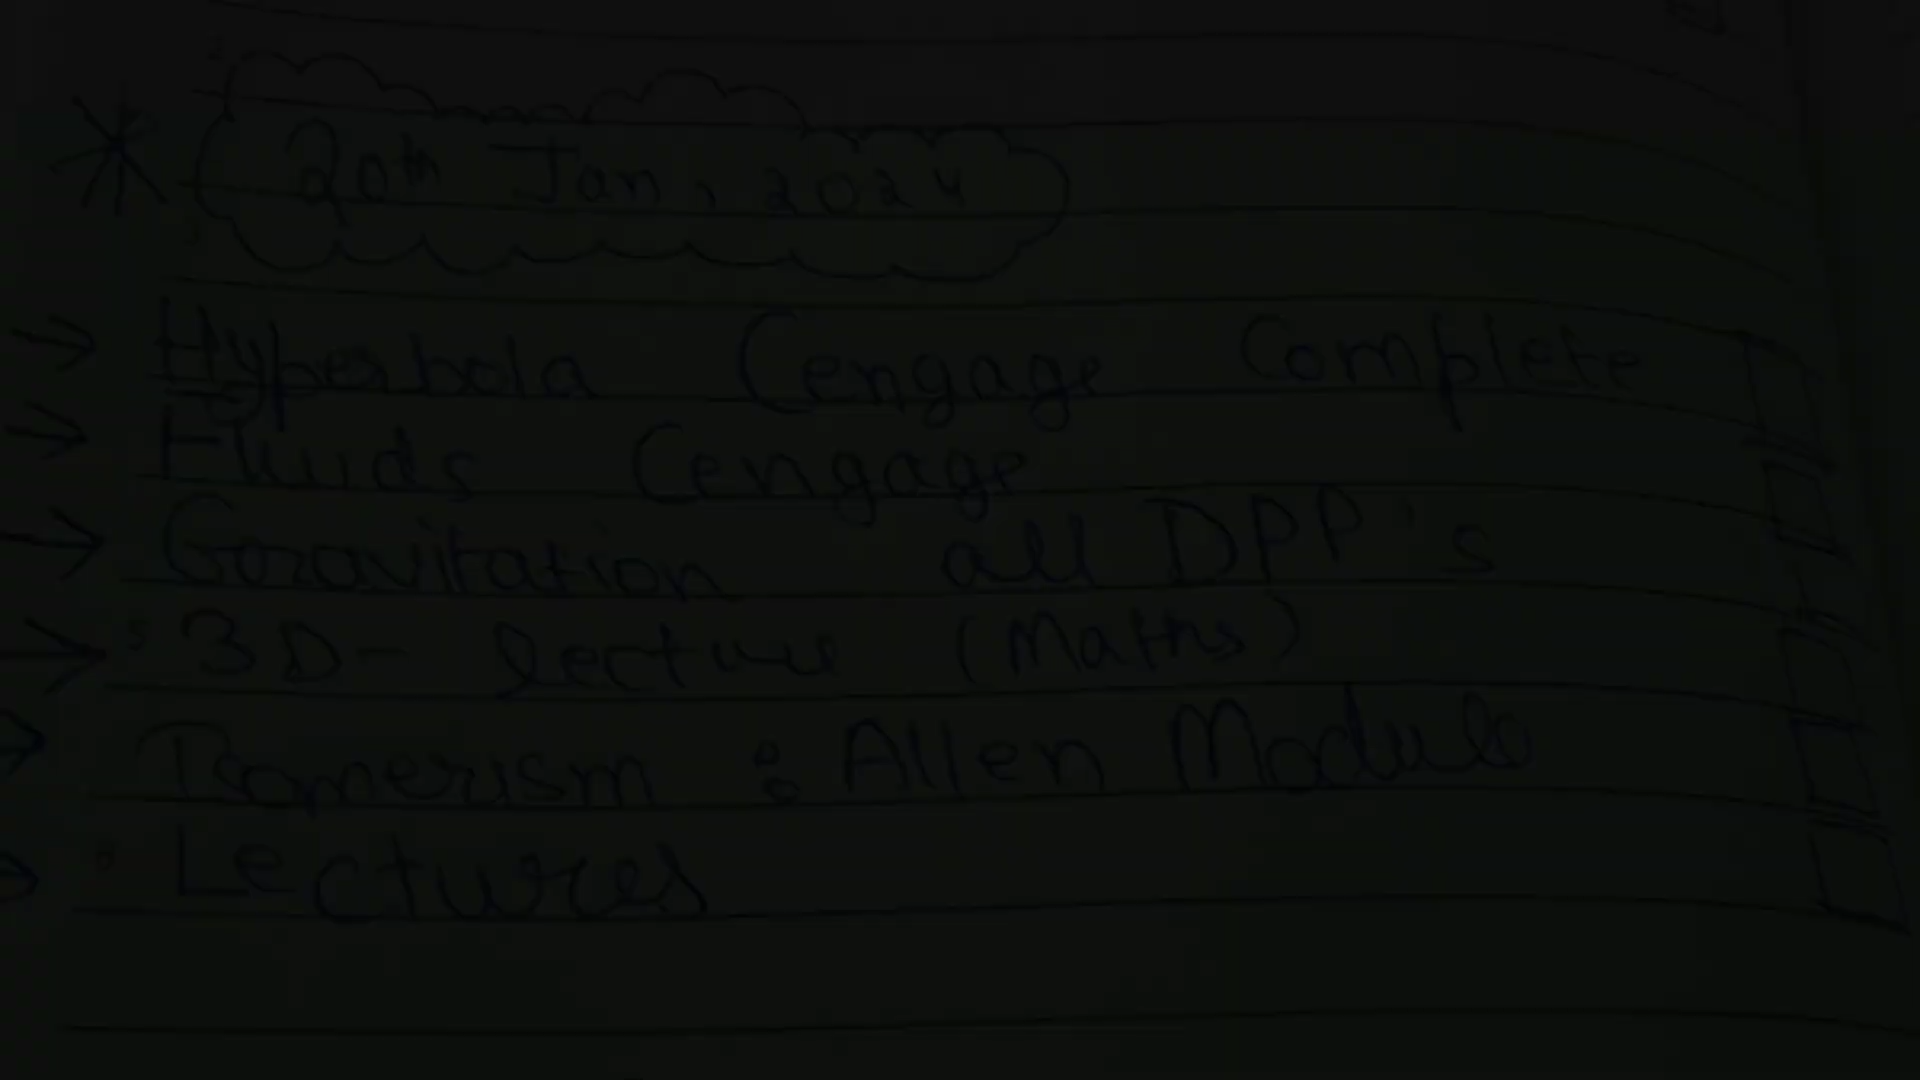 20th Jan, 2024
→ Hyperbola Cengage Complete
→ Fluids Cengage
→ Gravitation all DPP's
→ 3D- lecture (Maths)
→ Isomerism : Allen Module
→ Lectures